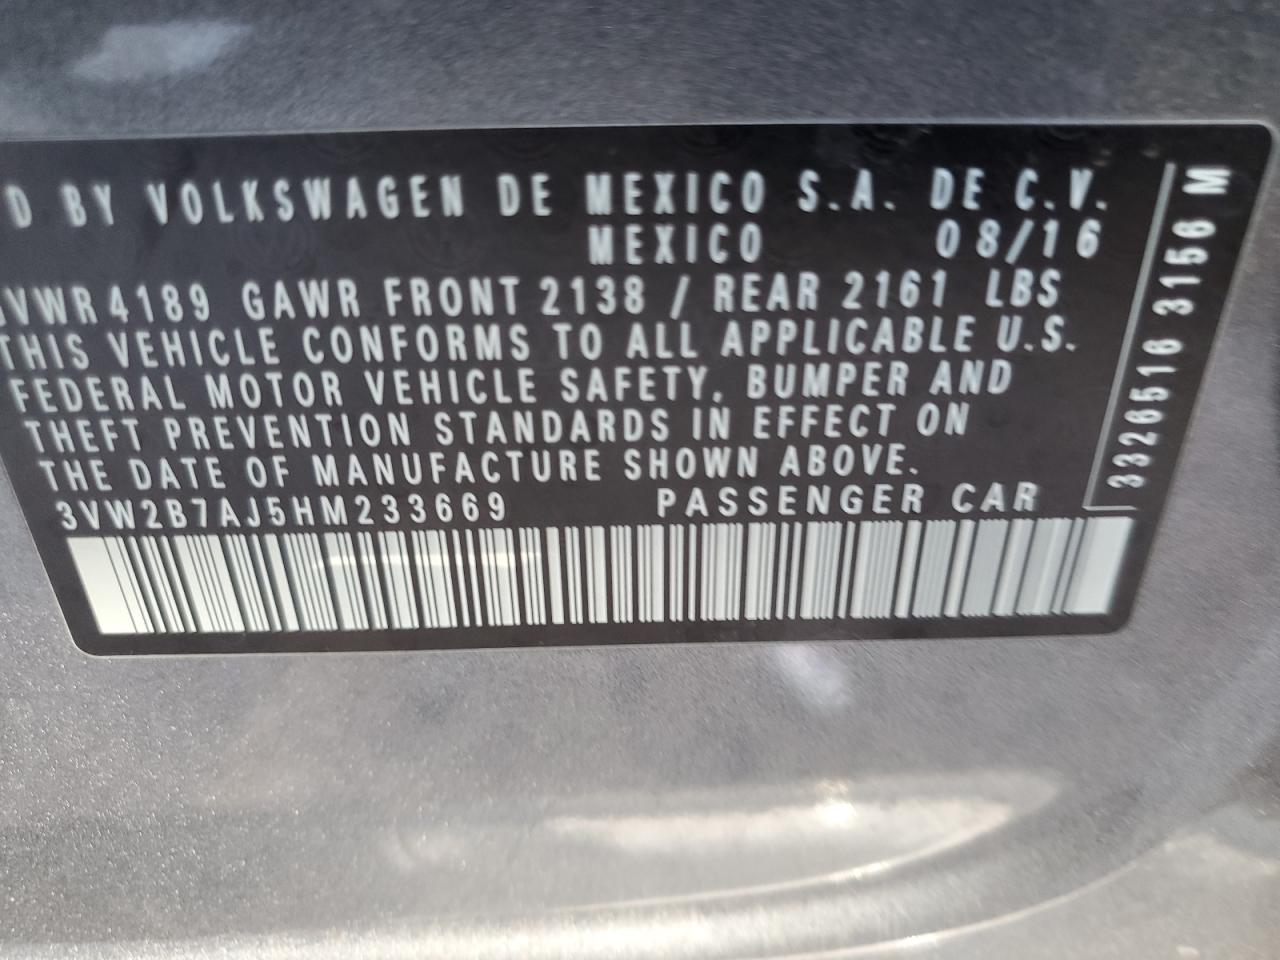 D BY VOLKSWAGEN DE MEXICO S.A. DE C.V.
MEXICO 08/16
VWR 4189 GAWR FRONT 2138 / REAR 2161 LBS
THIS VEHICLE CONFORMS TO ALL APPLICABLE U.S.
FEDERAL MOTOR VEHICLE SAFETY, BUMPER AND
THEFT PREVENTION STANDARDS IN EFFECT ON
THE DATE OF MANUFACTURE SHOWN ABOVE.
3VW2B7AJ5HM233669 PASSENGER CAR
3326516 3156 M